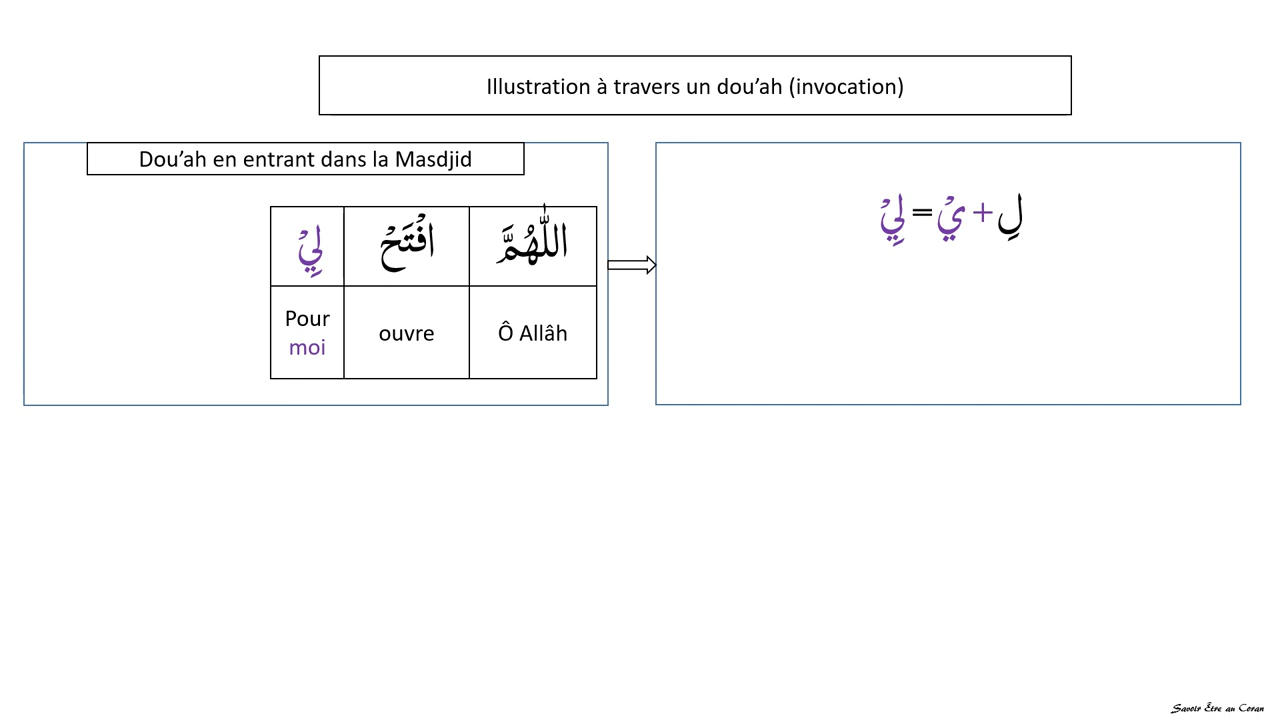 Illustration à travers un dou’ah (invocation)
Dou’ah en entrant dans la Masdjid
اللّٰهُمَّ افْتَحْ لِيْ
Ô Allâh ouvre Pour moi
لِ + يْ = لِيْ
Savoir Être au Coran